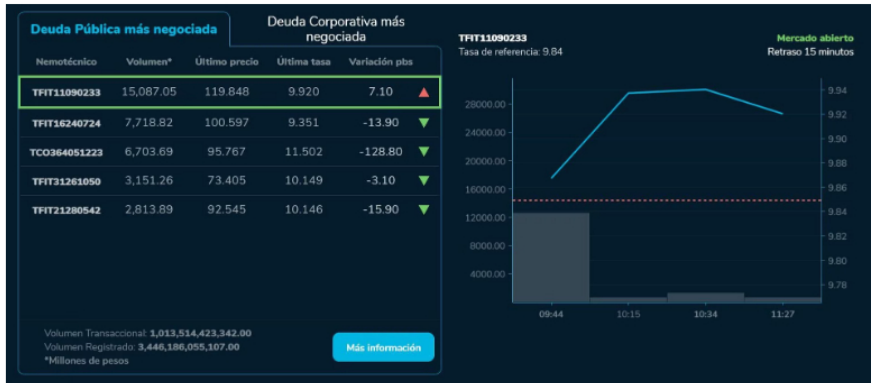 Deuda Pública más negociada
Deuda Corporativa más
negociada
Nemotécnico Volumen* Último precio Última tasa Variación pbs
TFIT11090233 15,087.05 119.848 9.920 7.10
TFIT16240724 7,718.82 100.597 9.351 -13.90
TCO364051223 6,703.69 95.767 11.502 -128.80
TFIT31261050 3,151.26 73.405 10.149 -3.10
TFIT21280542 2,813.89 92.545 10.146 -15.90
Volumen Transaccional: 1,013,514,423,342.00
Volumen Registrado: 3,446,186,055,107.00
*Millones de pesos
Más información
TFIT11090233
Tasa de referencia: 9.84
Mercado abierto
Retraso 15 minutos
28000.00
24000.00
20000.00
16000.00
12000.00
8000.00
4000.00
9.94
9.92
9.90
9.88
9.86
9.84
9.82
9.80
9.78
09:44 10:15 10:34 11:27